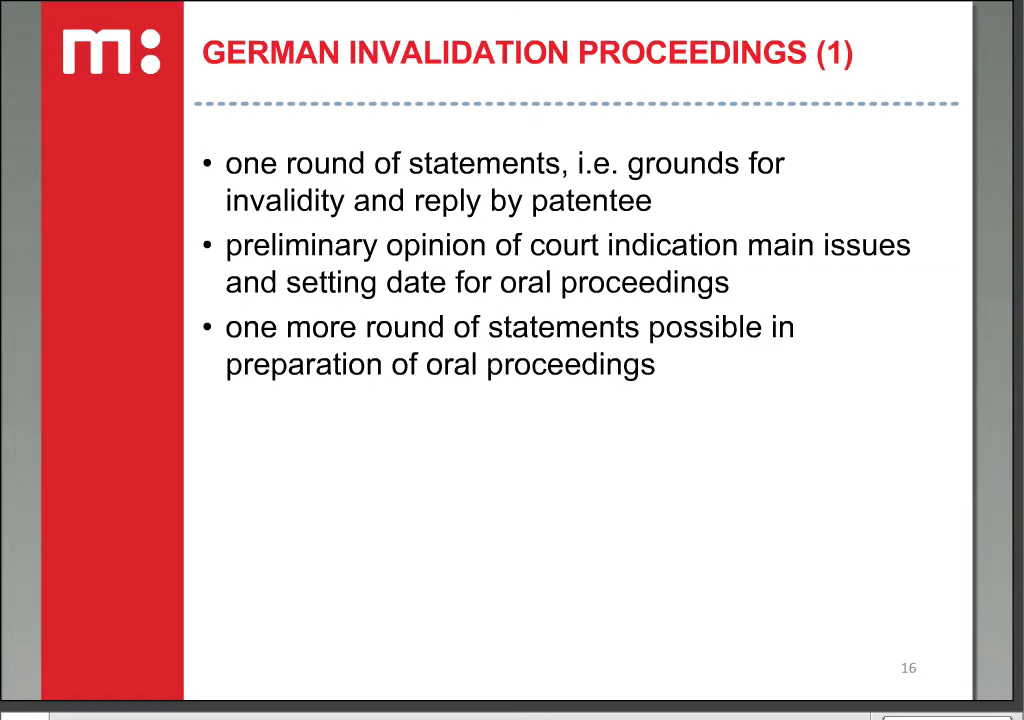 m:
GERMAN INVALIDATION PROCEEDINGS (1)
• one round of statements, i.e. grounds for
invalidity and reply by patentee
• preliminary opinion of court indication main issues
and setting date for oral proceedings
• one more round of statements possible in
preparation of oral proceedings
16